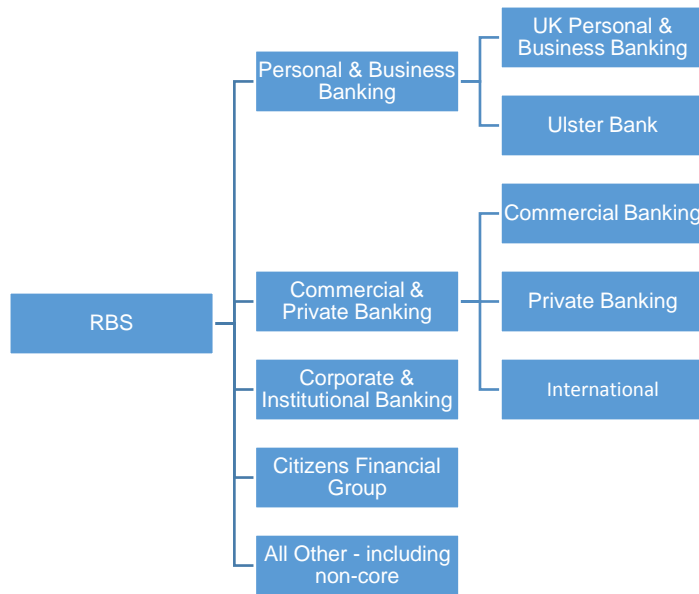 RBS
Personal & Business
Banking
UK Personal &
Business Banking
Ulster Bank
Commercial &
Private Banking
Commercial Banking
Private Banking
International
Corporate &
Institutional Banking
Citizens Financial
Group
All Other - including
non-core